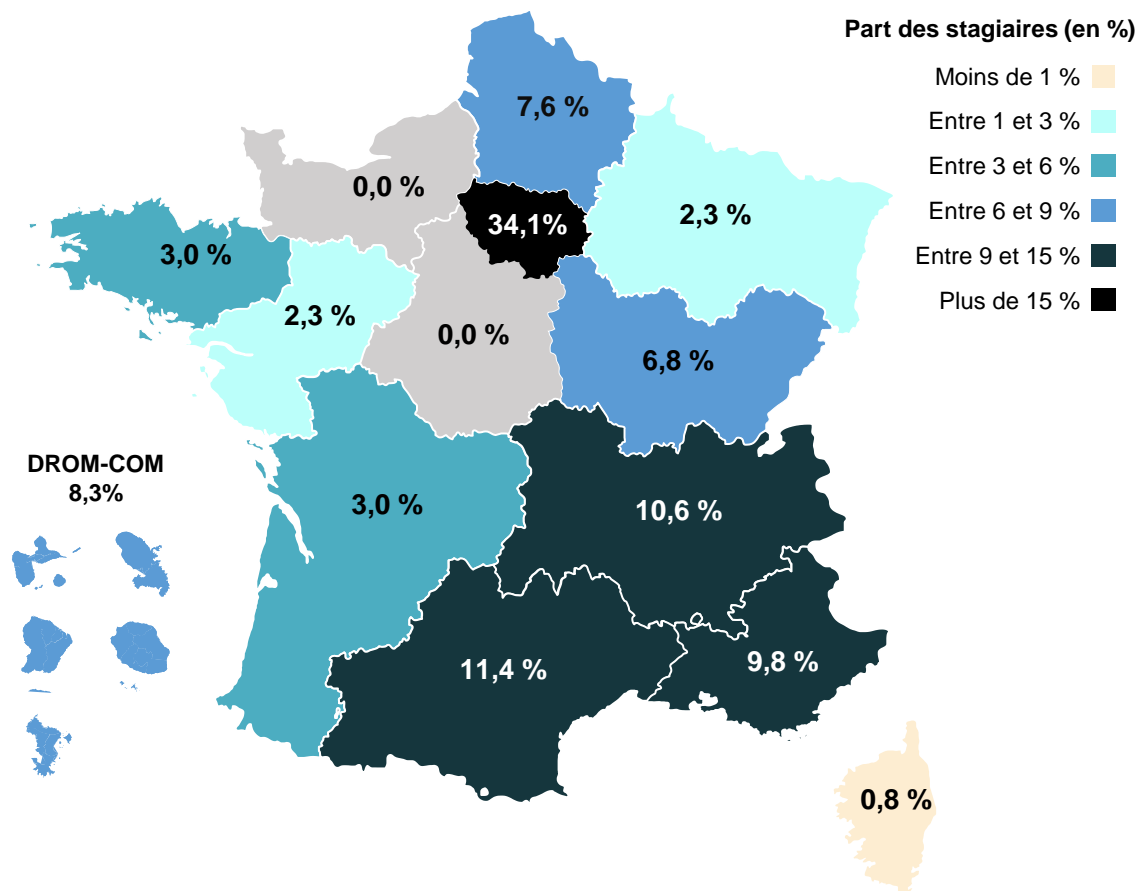 Part des stagiaires (en %)
Moins de 1 %
Entre 1 et 3 %
Entre 3 et 6 %
Entre 6 et 9 %
Entre 9 et 15 %
Plus de 15 %
7,6 %
0,0 %
34,1%
2,3 %
3,0 %
2,3 %
0,0 %
6,8 %
DROM-COM
8,3%
3,0 %
10,6 %
11,4 %
9,8 %
0,8 %